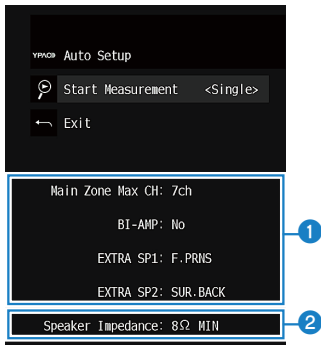 YPAO Auto Setup
Start Measurement <Single>
Exit
Main Zone Max CH: 7ch
BI-AMP: No
EXTRA SP1: F.PRNS
EXTRA SP2: SUR.BACK
1
Speaker Impedance: 8Ω MIN
2